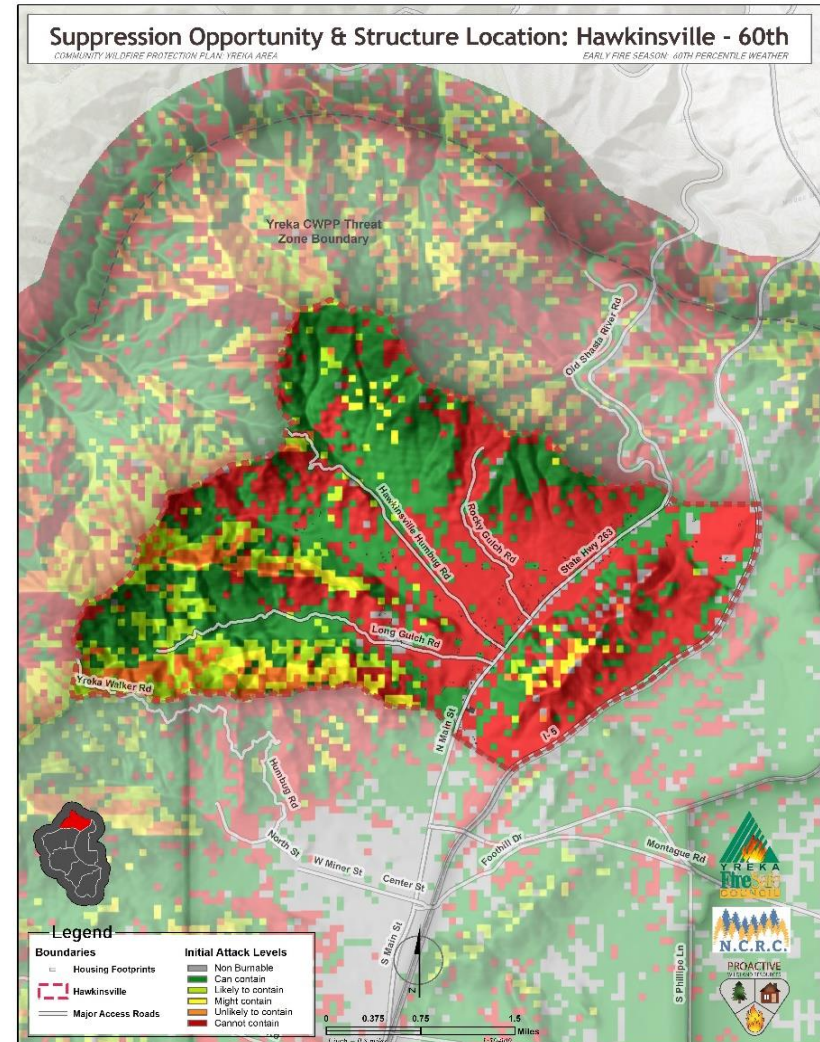 Suppression Opportunity & Structure Location: Hawkinsville - 60th
COMMUNITY WILDFIRE PROTECTION PLAN: YREKA AREA
EARLY FIRE SEASON: 60TH PERCENTILE WEATHER
Yreka CWPP Threat
Zone Boundary
Old Shasta River Rd
Hawkinsville Humbug Rd
Rocky Gulch Rd
State Hwy 263
Long Gulch Rd
Yreka Walker Rd
N Main St
I-5
Humbug Rd
North St
W Miner St
Center St
Foothill Dr
Montague Rd
S Main St
S Phillipe Ln
YREKA
Fire Safe
COUNCIL
N.C.R.C.
PROACTIVE
Legend
Boundaries
Housing Footprints
Hawkinsville
Major Access Roads
Initial Attack Levels
Non Burnable
Can contain
Likely to contain
Might contain
Unlikely to contain
Cannot contain
N
0 0.375 0.75 1.5
Miles